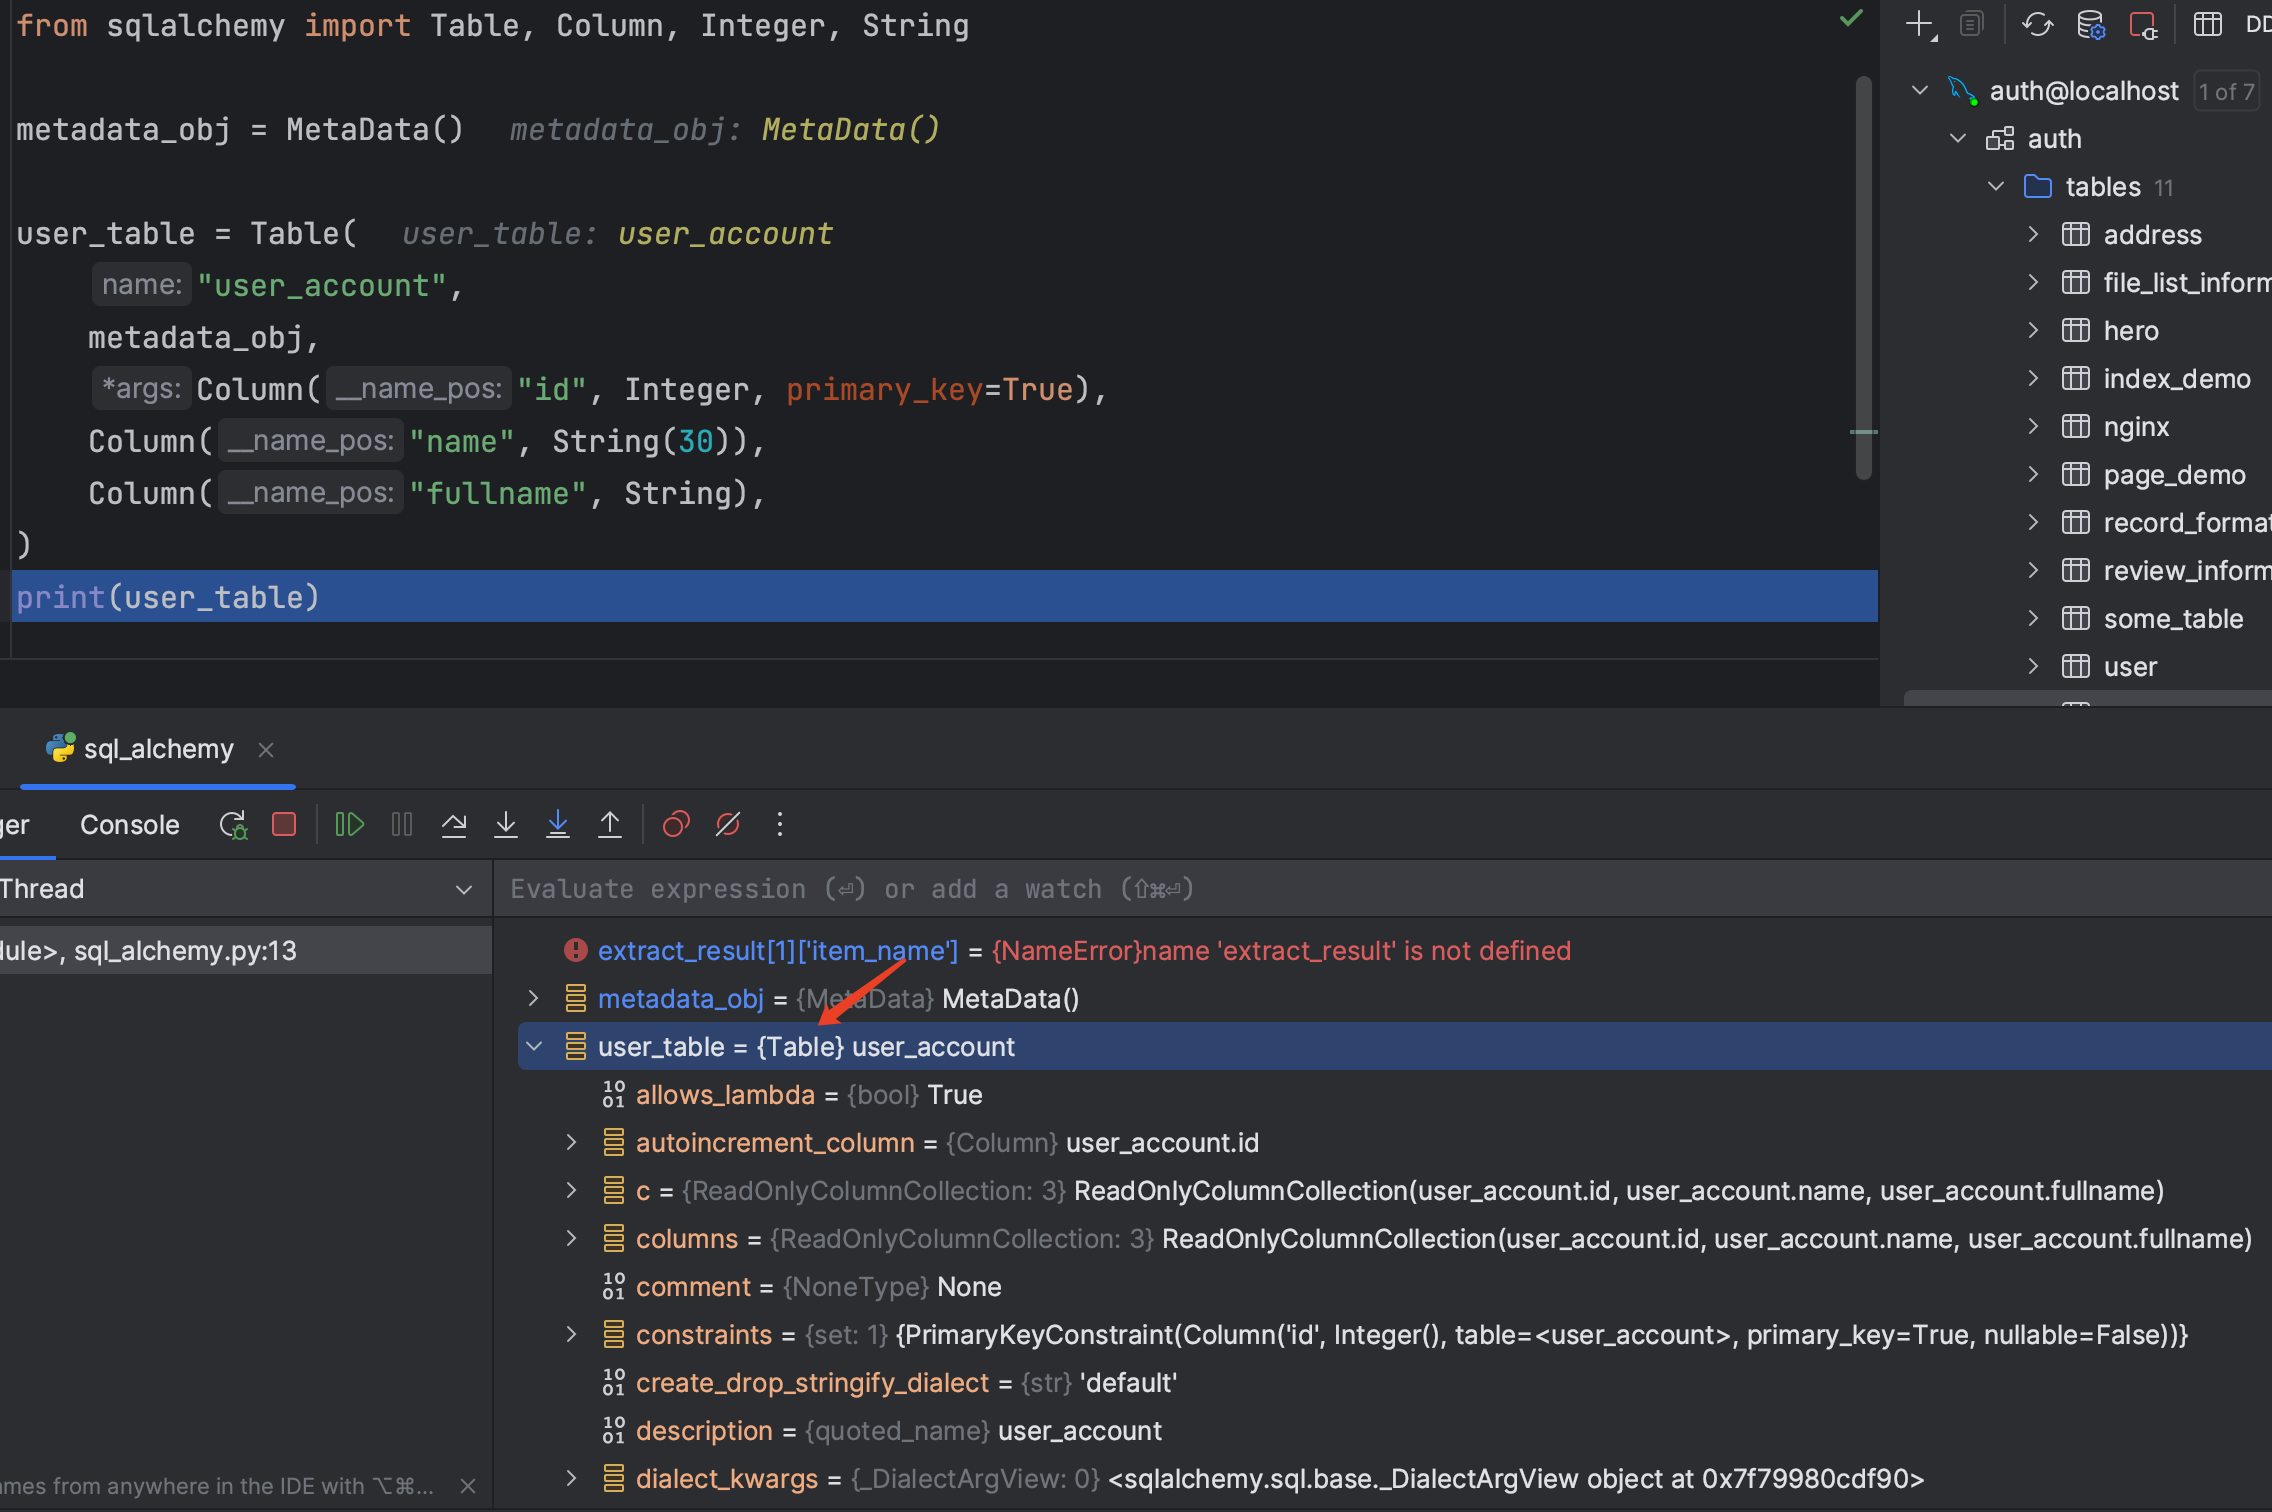 from sqlalchemy import Table, Column, Integer, String
metadata_obj = MetaData() metadata_obj: MetaData()
user_table = Table( user_table: user_account
name: "user_account",
metadata_obj,
*args: Column( __name_pos: "id", Integer, primary_key=True),
Column( __name_pos: "name", String(30)),
Column( __name_pos: "fullname", String),
)
print(user_table)
DD
auth@localhost 1 of 7
auth
tables 11
address
file_list_inform
hero
index_demo
nginx
page_demo
record_format
review_inform
some_table
user
sql_alchemy
ger Console
Thread
Evaluate expression (⏎) or add a watch (⇧⌘⏎)
dule>, sql_alchemy.py:13
extract_result[1]['item_name'] = {NameError}name 'extract_result' is not defined
metadata_obj = {MetaData} MetaData()
user_table = {Table} user_account
allows_lambda = {bool} True
autoincrement_column = {Column} user_account.id
c = {ReadOnlyColumnCollection: 3} ReadOnlyColumnCollection(user_account.id, user_account.name, user_account.fullname)
columns = {ReadOnlyColumnCollection: 3} ReadOnlyColumnCollection(user_account.id, user_account.name, user_account.fullname)
comment = {NoneType} None
constraints = {set: 1} {PrimaryKeyConstraint(Column('id', Integer(), table=<user_account>, primary_key=True, nullable=False))}
create_drop_stringify_dialect = {str} 'default'
description = {quoted_name} user_account
dialect_kwargs = {_DialectArgView: 0} <sqlalchemy.sql.base._DialectArgView object at 0x7f79980cdf90>
ames from anywhere in the IDE with ⌥⌘...